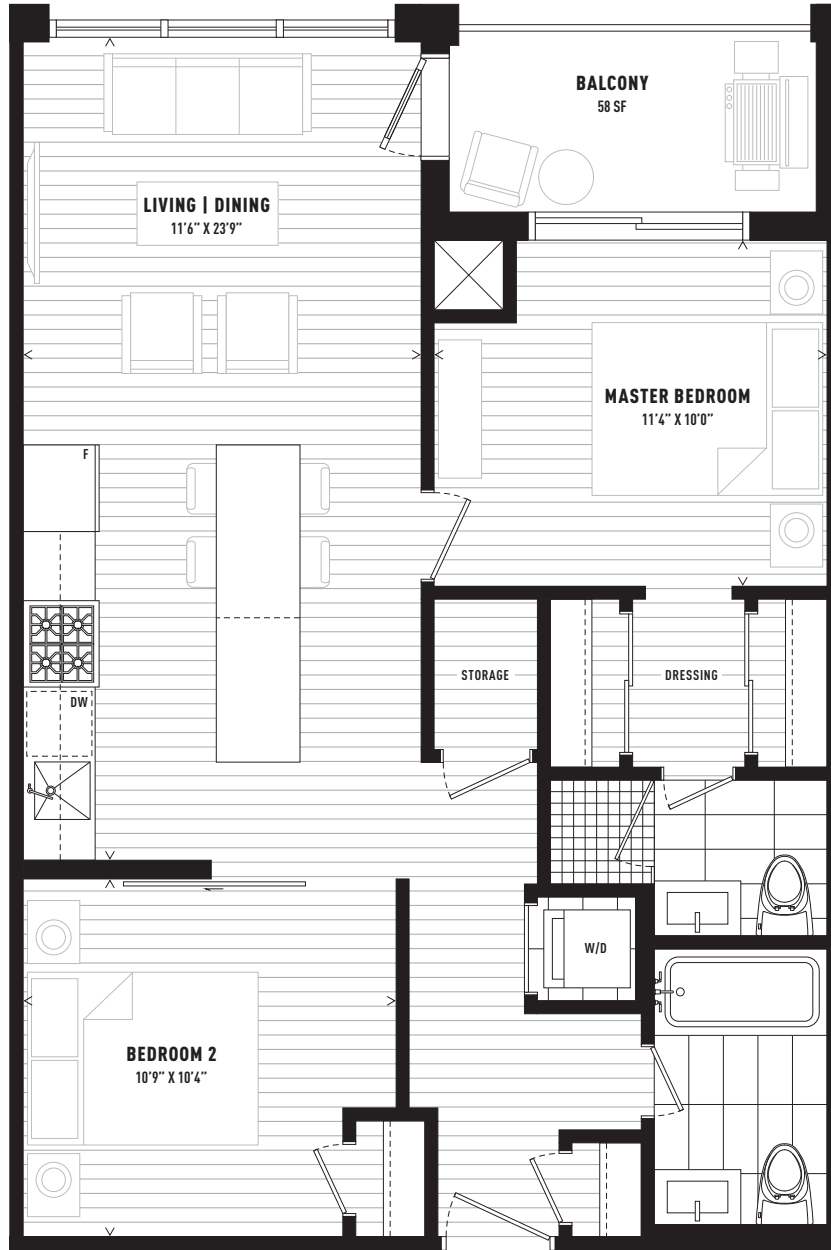 BALCONY
58 SF
LIVING | DINING
11'6" X 23'9"
MASTER BEDROOM
11'4" X 10'0"
F
STORAGE
DRESSING
DW
W/D
BEDROOM 2
10'9" X 10'4"